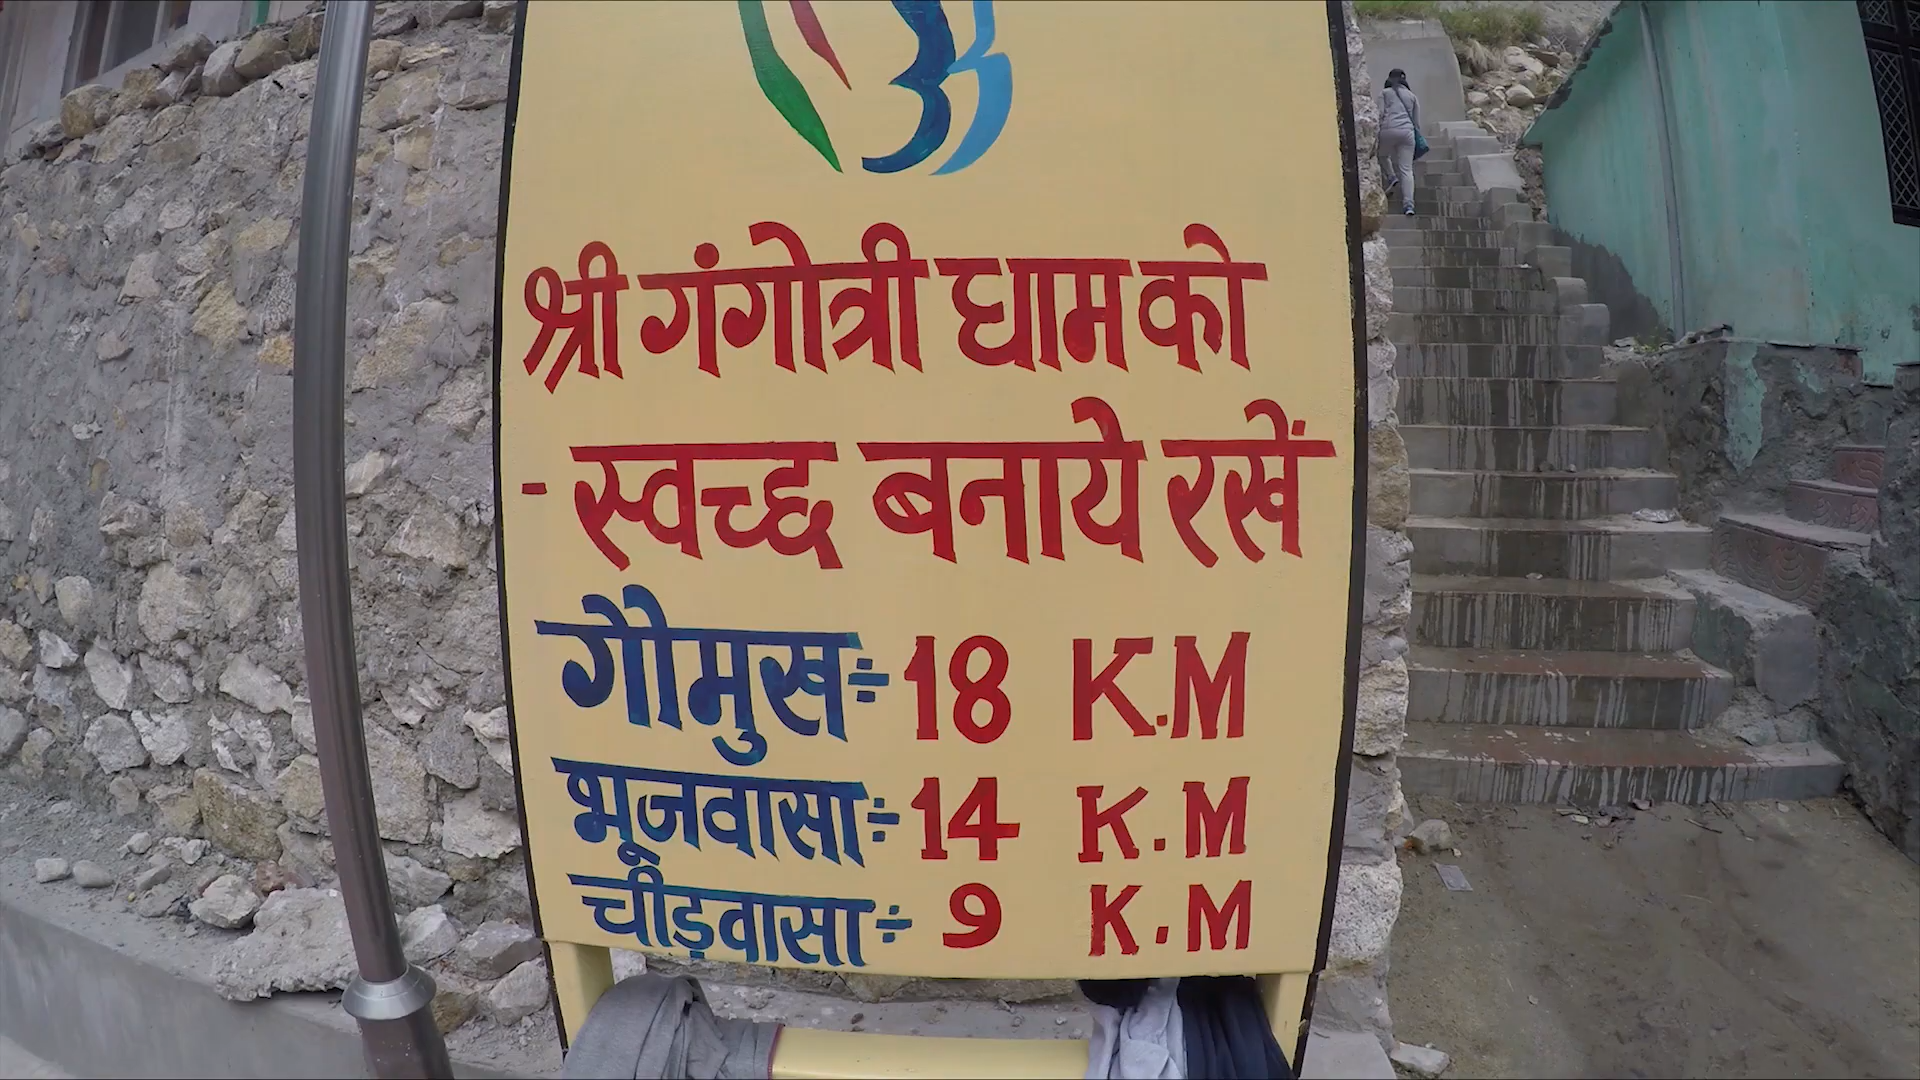 श्री गंगोत्री धाम को
- स्वच्छ बनाये रखें
गौमुख÷ 18 K.M
भूजवासा÷ 14 K.M
चीड़वासा÷ 9 K.M